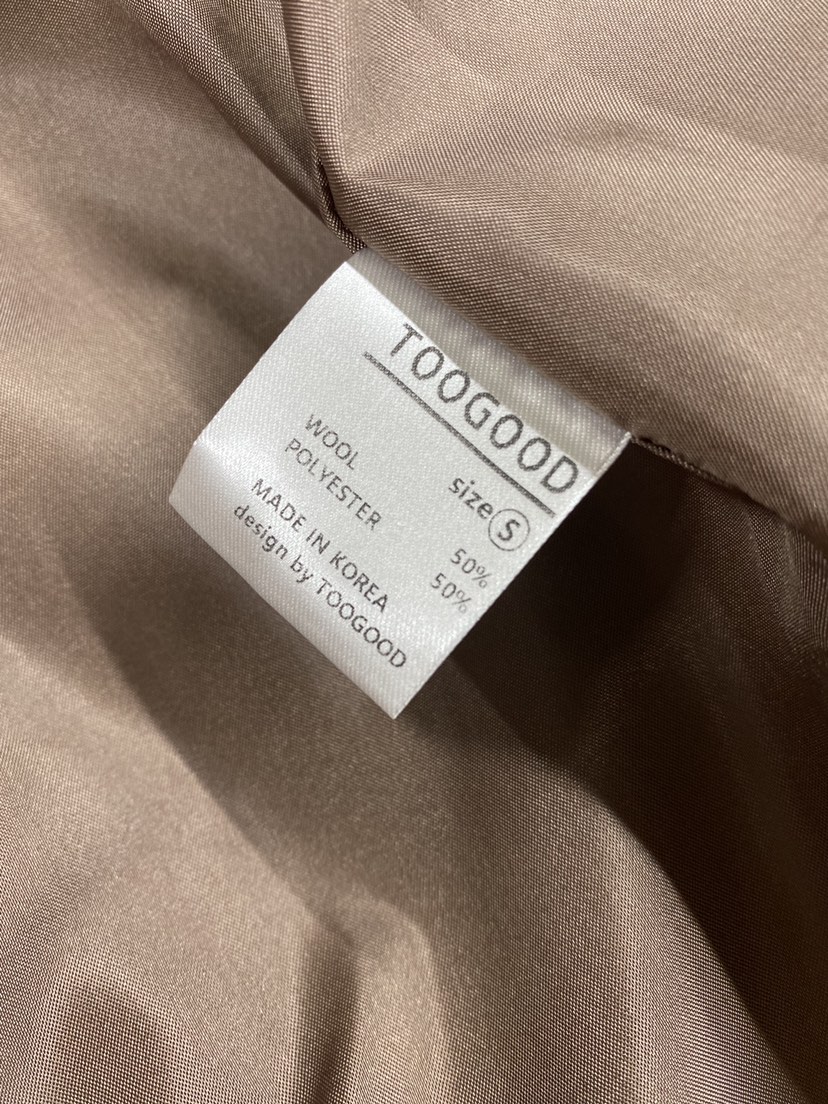 TOOGOOD
size Ⓢ
WOOL 50%
POLYESTER 50%
MADE IN KOREA
design by TOOGOOD